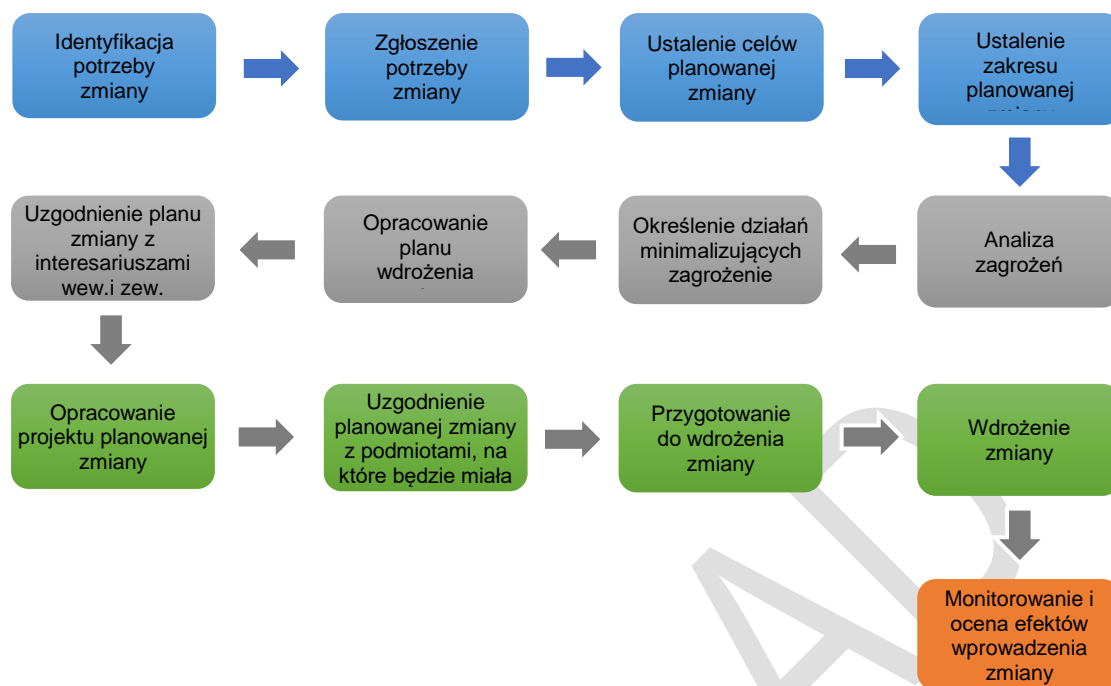 Identyfikacja
potrzeby
zmiany
Zgłoszenie
potrzeby
zmiany
Ustalenie celów
planowanej
zmiany
Ustalenie
zakresu
planowanej
zmiany
Analiza
zagrożeń
Określenie działań
minimalizujących
zagrożenie
Opracowanie
planu
wdrożenia
Uzgodnienie planu
zmiany z
interesariuszami
wew.i zew.
Opracowanie
projektu planowanej
zmiany
Uzgodnienie
planowanej zmiany
z podmiotami, na
które będzie miała
Przygotowanie
do wdrożenia
zmiany
Wdrożenie
zmiany
Monitorowanie i
ocena efektów
wprowadzenia
zmiany